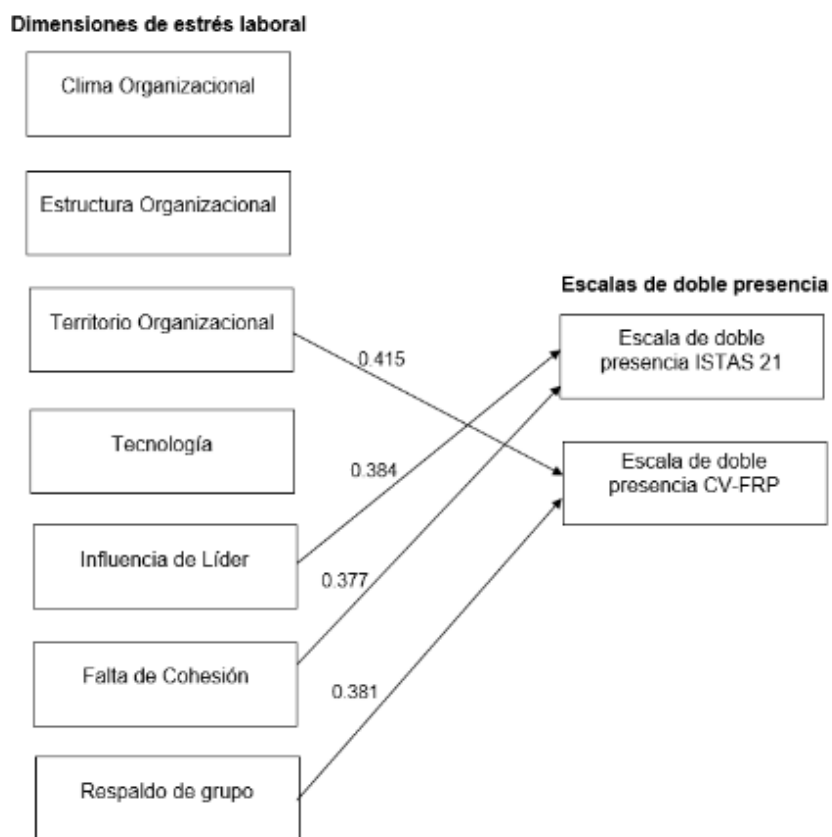 Dimensiones de estrés laboral
Clima Organizacional
Estructura Organizacional
Territorio Organizacional
Tecnología
Influencia de Líder
Falta de Cohesión
Respaldo de grupo
0.415
0.384
0.377
0.381
Escalas de doble presencia
Escala de doble
presencia ISTAS 21
Escala de doble
presencia CV-FRP